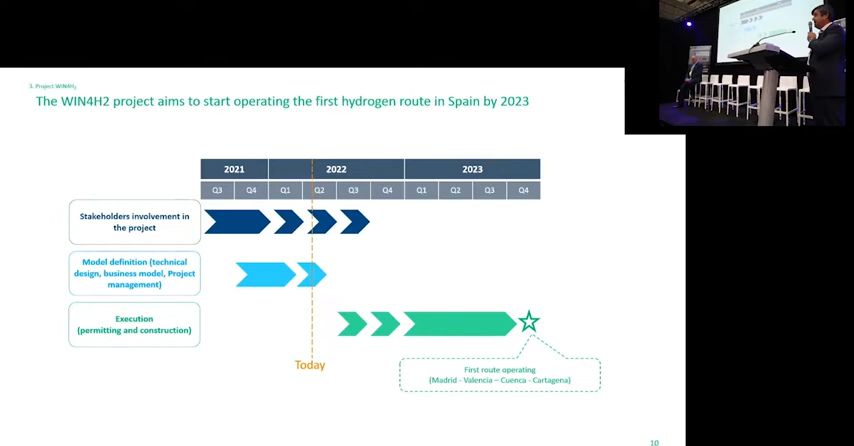 3. Project WIN4H2
The WIN4H2 project aims to start operating the first hydrogen route in Spain by 2023
2021 2022 2023
Q3 Q4 Q1 Q2 Q3 Q4 Q1 Q2 Q3 Q4
Stakeholders involvement in
the project
Model definition (technical
design, business model, Project
management)
Execution
(permitting and construction)
Today
First route operating
(Madrid - Valencia – Cuenca - Cartagena)
10